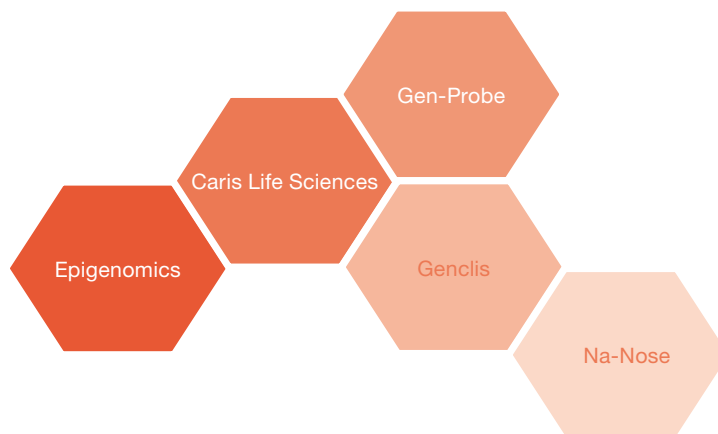 Gen-Probe
Caris Life Sciences
Epigenomics
Genclis
Na-Nose